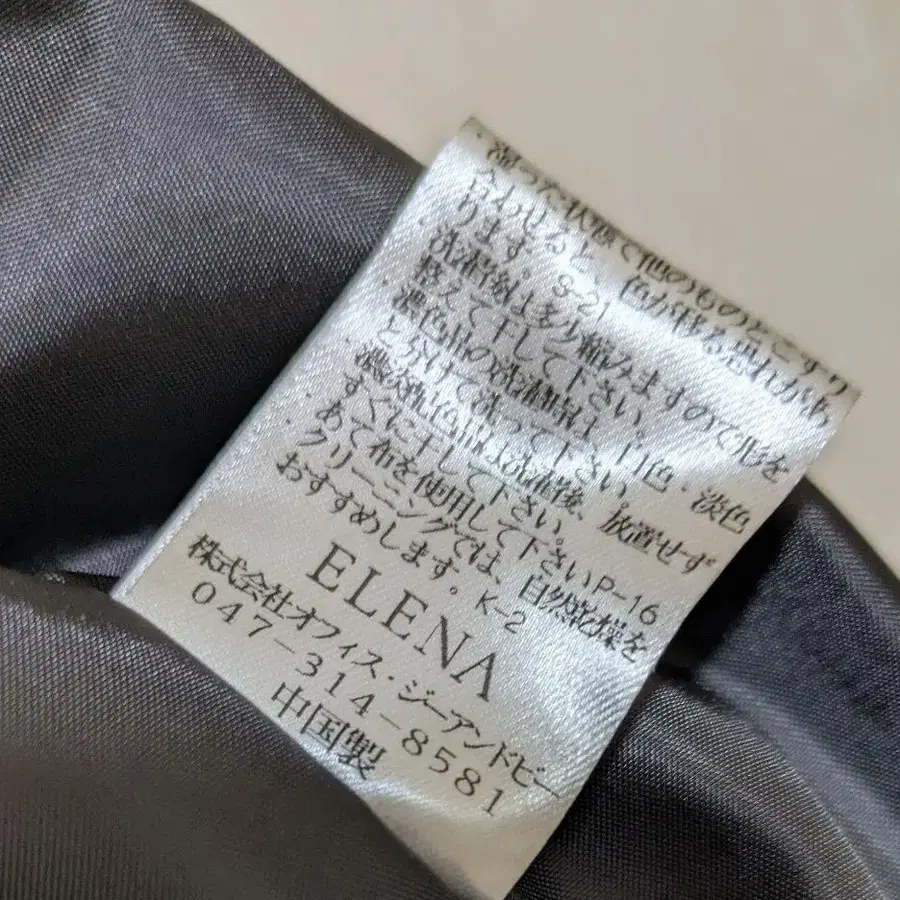 ・湿った状態で他のものとこすり
合わせると、色が移る恐れがあ
ります。S-21
・洗濯後は多少縮みますので形を
整えて干して下さい。
・濃色品の洗濯時は、白色・淡色
と分けて洗って下さい。
・濃淡配色品は洗濯後、放置せず
すぐに干して下さい。
・あて布を使用して下さいP-16
・クリーニングでは、自然乾燥を
おすすめします。K-2
ELENA
株式会社オフィス・ジーアンドビー
047-314-8581
中国製